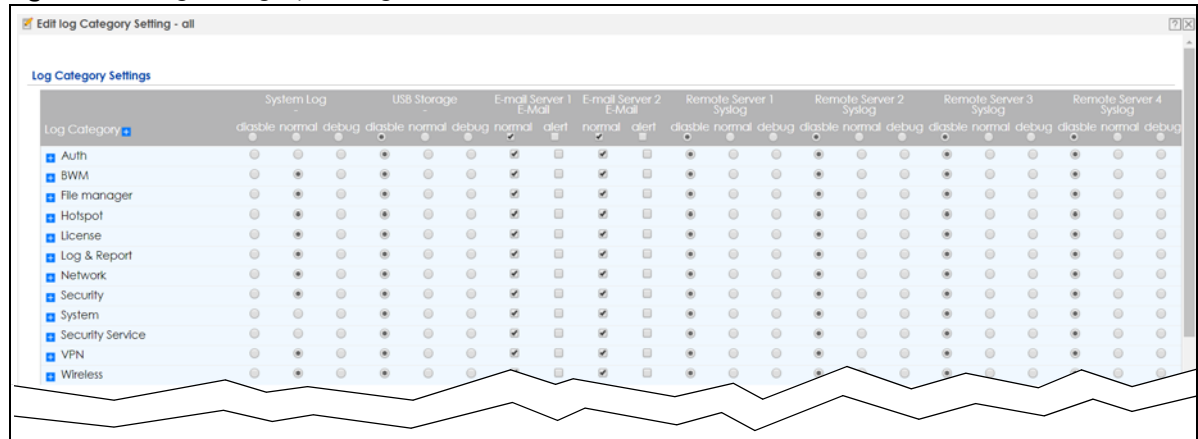 Edit log Category Setting - all
Log Category Settings
System Log USB Storage E-mail Server 1 E-mail Server 2 Remote Server 1 Remote Server 2 Remote Server 3 Remote Server 4
- - E-Mail E-Mail Syslog Syslog Syslog Syslog
Log Category disable normal debug disable normal debug normal alert normal alert disable normal debug disable normal debug disable normal debug disable normal debug
Auth
BWM
File manager
Hotspot
License
Log & Report
Network
Security
System
Security Service
VPN
Wireless